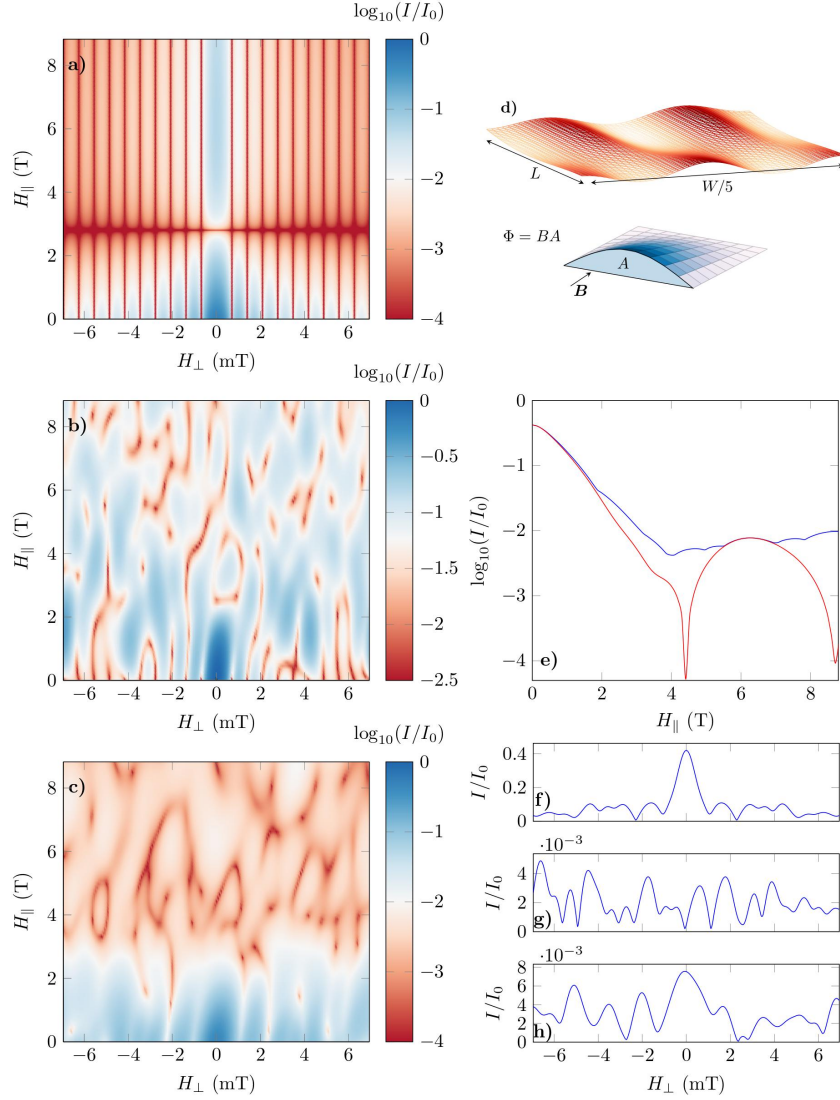 log₁₀(I/I₀)
a)
8
6
4
2
0
H∥ (T)
−6 −4 −2 0 2 4 6
H⊥ (mT)
0
−1
−2
−3
−4
d)
L
W/5
Φ = BA
A
B
log₁₀(I/I₀)
b)
8
6
4
2
0
H∥ (T)
−6 −4 −2 0 2 4 6
H⊥ (mT)
0
−0.5
−1
−1.5
−2
−2.5
0
−1
−2
−3
−4
log₁₀(I/I₀)
e)
0 2 4 6 8
H∥ (T)
log₁₀(I/I₀)
c)
8
6
4
2
0
H∥ (T)
−6 −4 −2 0 2 4 6
H⊥ (mT)
0
−1
−2
−3
−4
0.4
0.2
0
I/I₀
f)
·10⁻³
4
2
0
I/I₀
g)
·10⁻³
8
6
4
2
0
I/I₀
h)
−6 −4 −2 0 2 4 6
H⊥ (mT)